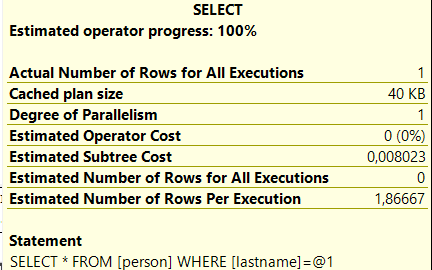 SELECT
Estimated operator progress: 100%
Actual Number of Rows for All Executions 1
Cached plan size 40 KB
Degree of Parallelism 1
Estimated Operator Cost 0 (0%)
Estimated Subtree Cost 0,008023
Estimated Number of Rows for All Executions 0
Estimated Number of Rows Per Execution 1,86667
Statement
SELECT * FROM [person] WHERE [lastname]=@1